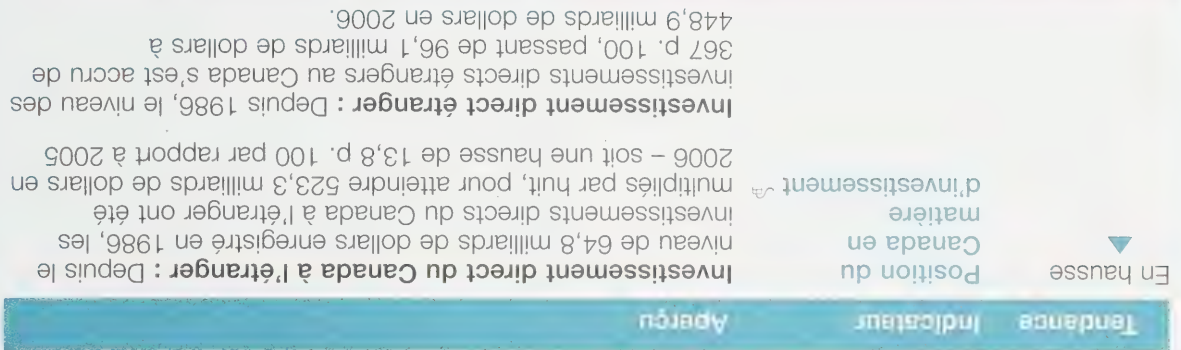 Tendance Indicateur Aperçu
En hausse
Position du
Canada en
matière
d'investissement
Investissement direct du Canada à l'étranger : Depuis le
niveau de 64,8 milliards de dollars enregistré en 1986, les
investissements directs du Canada à l'étranger ont été
multipliés par huit, pour atteindre 523,3 milliards de dollars en
2006 – soit une hausse de 13,8 p. 100 par rapport à 2005
Investissement direct étranger : Depuis 1986, le niveau des
investissements directs étrangers au Canada s'est accru de
367 p. 100, passant de 96,1 milliards de dollars à
448,9 milliards de dollars en 2006.